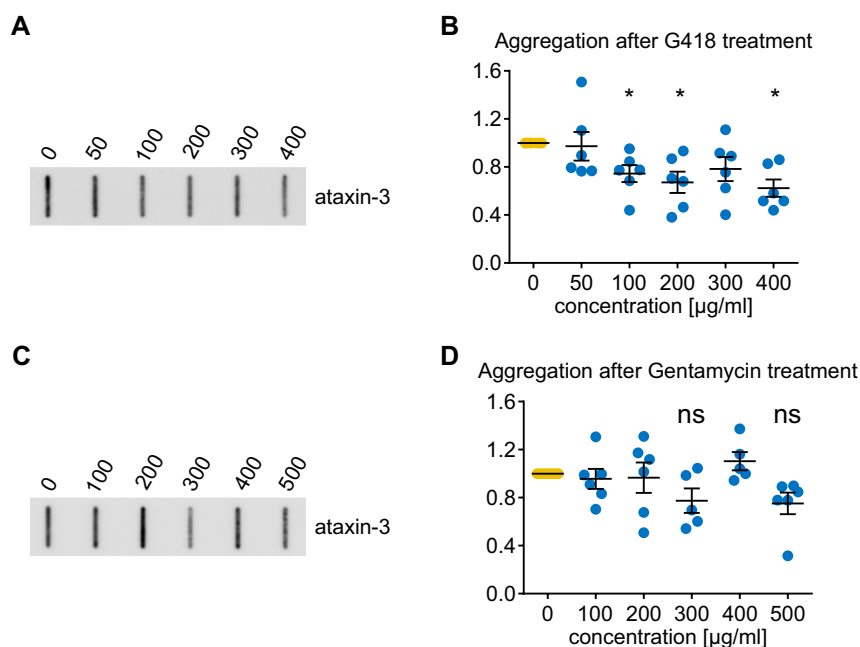 A
0 50 100 200 300 400
ataxin-3
B
Aggregation after G418 treatment
1.6
* * *
1.2
0.8
0.4
0.0
0 50 100 200 300 400
concentration [µg/ml]
C
0 100 200 300 400 500
ataxin-3
D
Aggregation after Gentamycin treatment
1.6
ns ns
1.2
0.8
0.4
0.0
0 100 200 300 400 500
concentration [µg/ml]